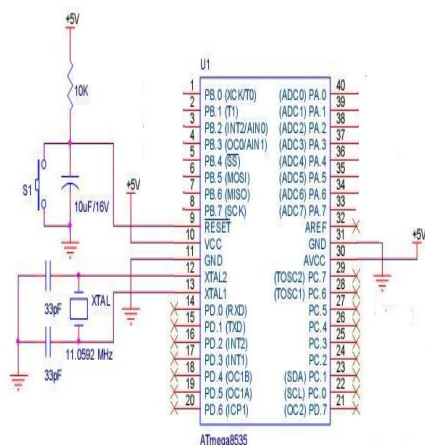 +5V
10K
S1
10uF/16V
+5V
33pF
XTAL
11.0592 MHz
33pF
U1
1 PB.0 (XCK/T0) (ADC0) PA.0 40
2 PB.1 (T1) (ADC1) PA.1 39
3 PB.2 (INT2/AIN0) (ADC2) PA.2 38
4 PB.3 (OC0/AIN1) (ADC3) PA.3 37
5 PB.4 (SS) (ADC4) PA.4 36
6 PB.5 (MOSI) (ADC5) PA.5 35
7 PB.6 (MISO) (ADC6) PA.6 34
8 PB.7 (SCK) (ADC7) PA.7 33
9 RESET AREF 32
10 VCC GND 31
11 GND AVCC 30
12 XTAL2 (TOSC2) PC.7 29
13 XTAL1 (TOSC1) PC.6 28
14 PD.0 (RXD) PC.5 27
15 PD.1 (TXD) PC.4 26
16 PD.2 (INT2) PC.3 25
17 PD.3 (INT1) PC.2 24
18 PD.4 (OC1B) (SDA) PC.1 23
19 PD.5 (OC1A) (SCL) PC.0 22
20 PD.6 (ICP1) (OC2) PD.7 21
ATmega8535
+5V